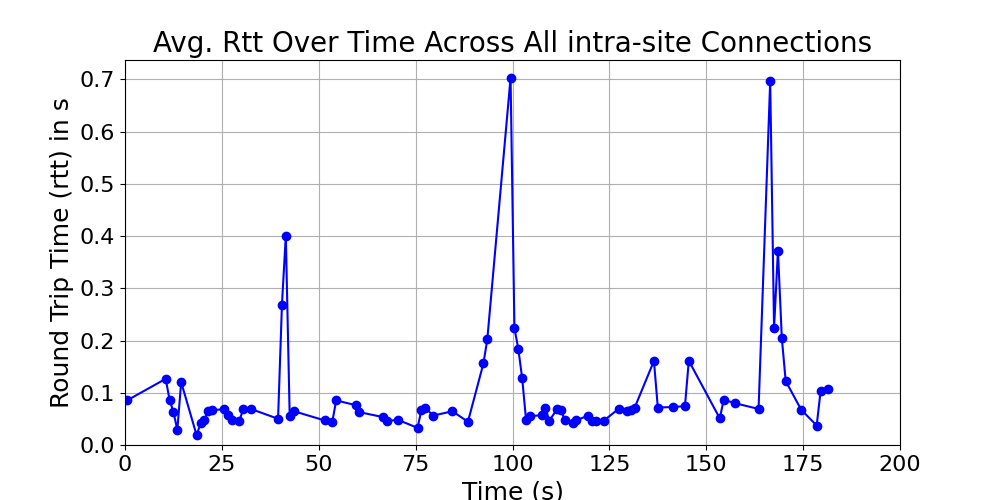 Avg. Rtt Over Time Across All intra-site Connections
Round Trip Time (rtt) in s
0.7
0.6
0.5
0.4
0.3
0.2
0.1
0.0
0 25 50 75 100 125 150 175 200
Time (s)